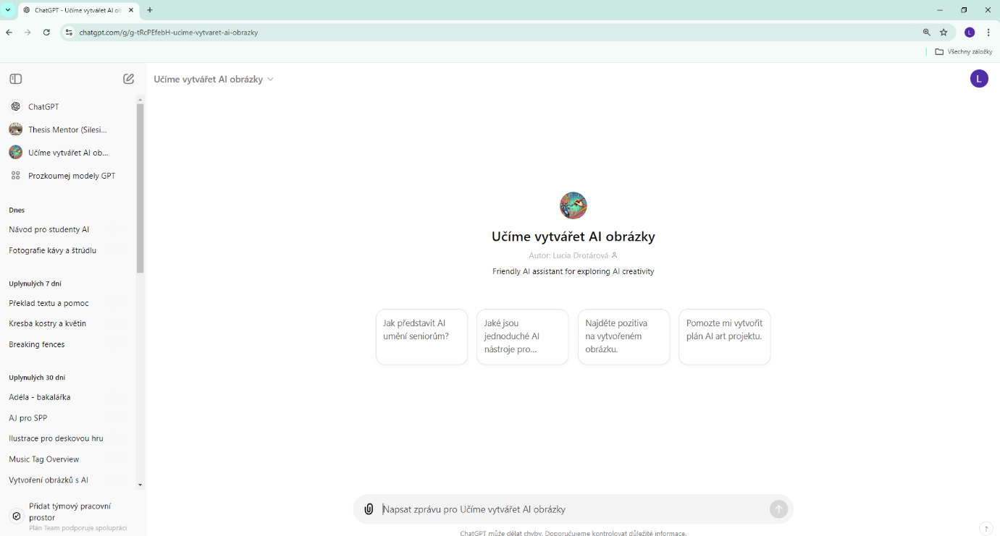 ChatGPT - Učíme vytvářet AI ob
chatgpt.com/g/g-tRcPEfebH-ucime-vytvaret-ai-obrazky
L
Všechny záložky
Učíme vytvářet AI obrázky
L
ChatGPT
Thesis Mentor (Silesi...
Učíme vytvářet AI ob...
Prozkoumej modely GPT
Dnes
Návod pro studenty AI
Fotografie kávy a štrúdlu
Uplynulých 7 dní
Překlad textu a pomoc
Kresba kostry a květin
Breaking fences
Uplynulých 30 dní
Adéla - bakalářka
AJ pro SPP
Ilustrace pro deskovou hru
Music Tag Overview
Vytvoření obrázků s AI
Přidat týmový pracovní
prostor
Plán Team podporuje spolupráci
Učíme vytvářet AI obrázky
Autor: Lucia Drotárová
Friendly AI assistant for exploring AI creativity
Jak představit AI
umění seniorům?
Jaké jsou
jednoduché AI
nástroje pro...
Najděte pozitiva
na vytvořeném
obrázku.
Pomozte mi vytvořit
plán AI art projektu.
Napsat zprávu pro Učíme vytvářet AI obrázky
ChatGPT může dělat chyby. Doporučujeme kontrolovat důležité informace.
?